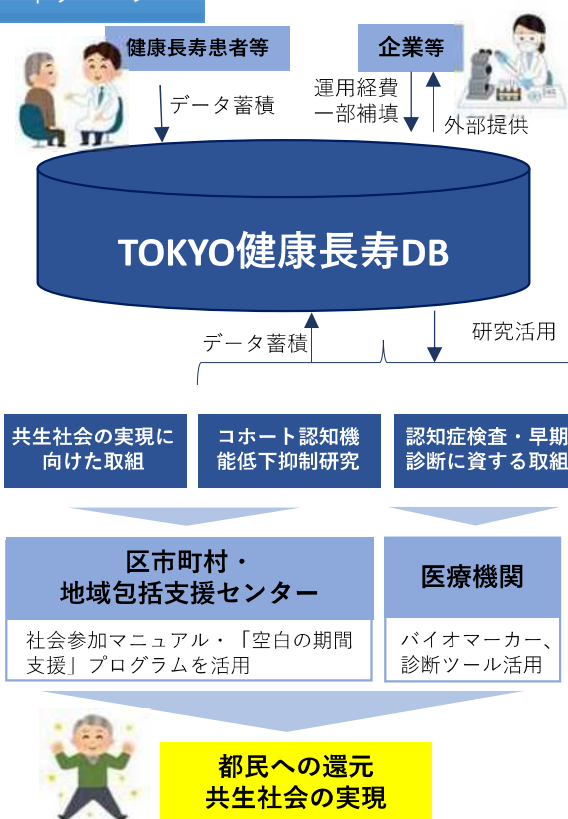 健康長寿患者等
企業等
データ蓄積
運用経費
一部補填
外部提供
TOKYO健康長寿DB
データ蓄積
研究活用
共生社会の実現に
向けた取組
コホート認知機
能低下抑制研究
認知症検査・早期
診断に資する取組
区市町村・
地域包括支援センター
医療機関
社会参加マニュアル・「空白の期間
支援」プログラムを活用
バイオマーカー、
診断ツール活用
都民への還元
共生社会の実現